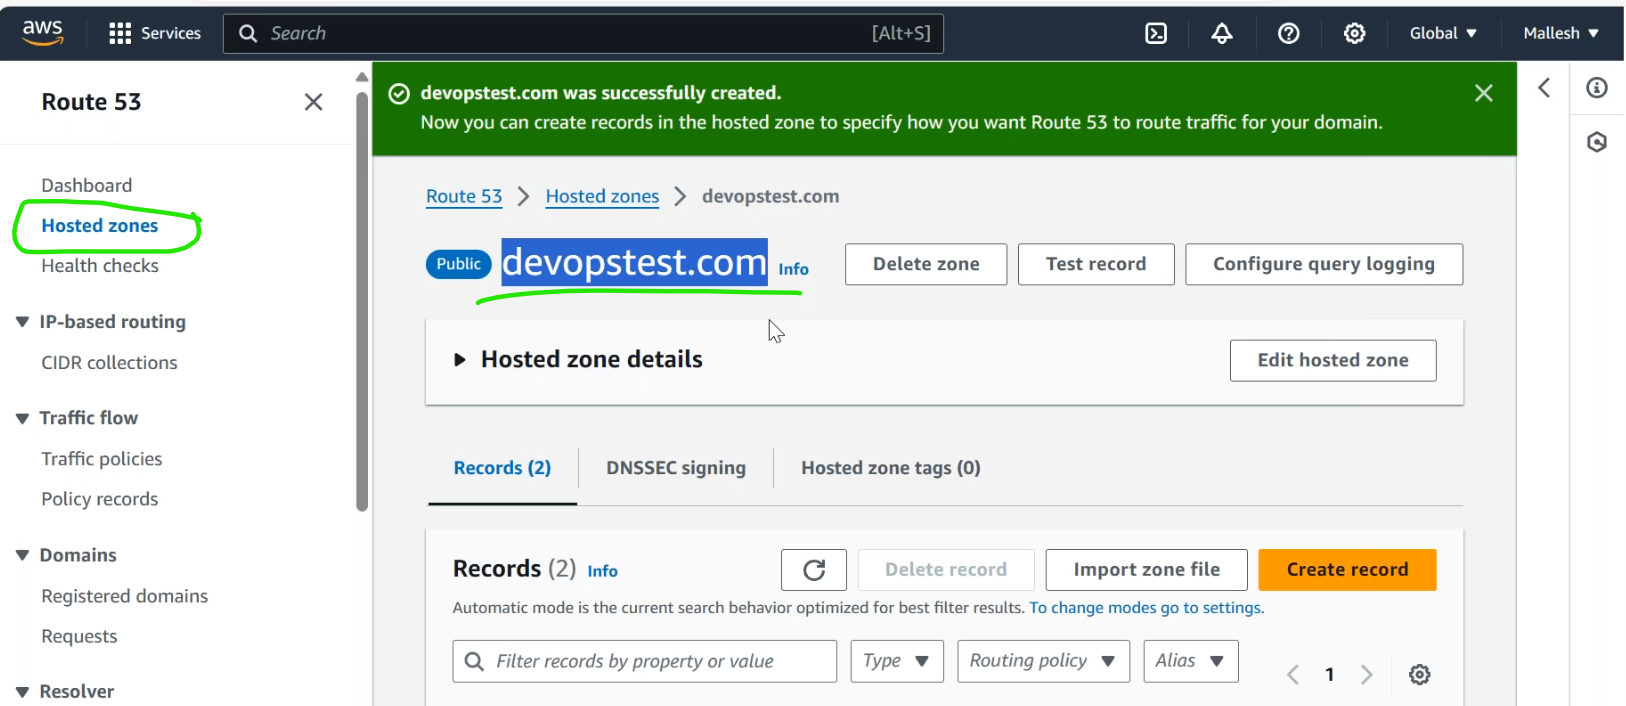 aws
Services
Search
[Alt+S]
Global
Mallesh
Route 53
Dashboard
Hosted zones
Health checks
IP-based routing
CIDR collections
Traffic flow
Traffic policies
Policy records
Domains
Registered domains
Requests
Resolver
devopstest.com was successfully created.
Now you can create records in the hosted zone to specify how you want Route 53 to route traffic for your domain.
Route 53 > Hosted zones > devopstest.com
Public devopstest.com Info
Delete zone
Test record
Configure query logging
Hosted zone details
Edit hosted zone
Records (2)
DNSSEC signing
Hosted zone tags (0)
Records (2) Info
Delete record
Import zone file
Create record
Automatic mode is the current search behavior optimized for best filter results. To change modes go to settings.
Filter records by property or value
Type
Routing policy
Alias
1